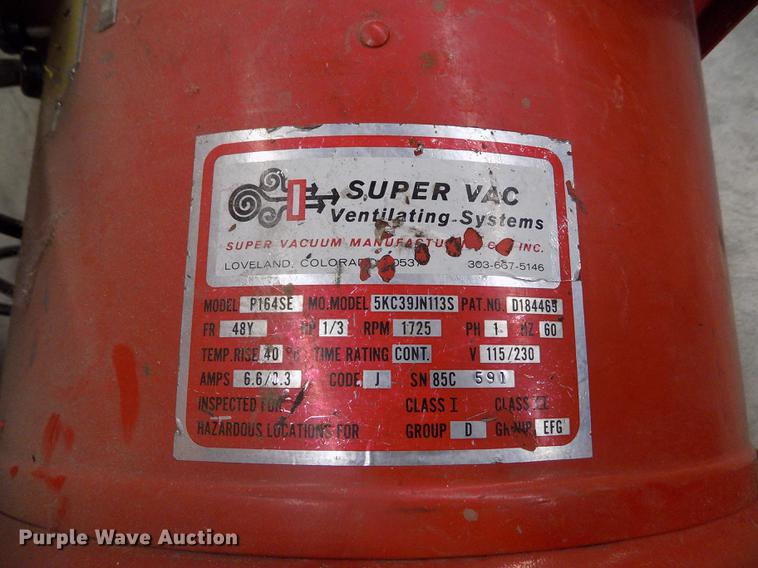 SUPER VAC
Ventilating Systems
SUPER VACUUM INC.
LOVELAND, 303-667-5146
MODEL P164SE MO.MODEL 5KC39JN113S PAT.NO. D184469
FR 48Y HP 1/3 RPM 1725 PH 1 HZ. 60
TEMP.RISE 40 TIME RATING CONT. V 115/230
AMPS 6.6/3.3 CODE J SN 85C 591
INSPECTED FOR CLASS I CLASS II
HAZARDOUS LOCATIONS FOR GROUP D GROUP EFG
Purple Wave Auction